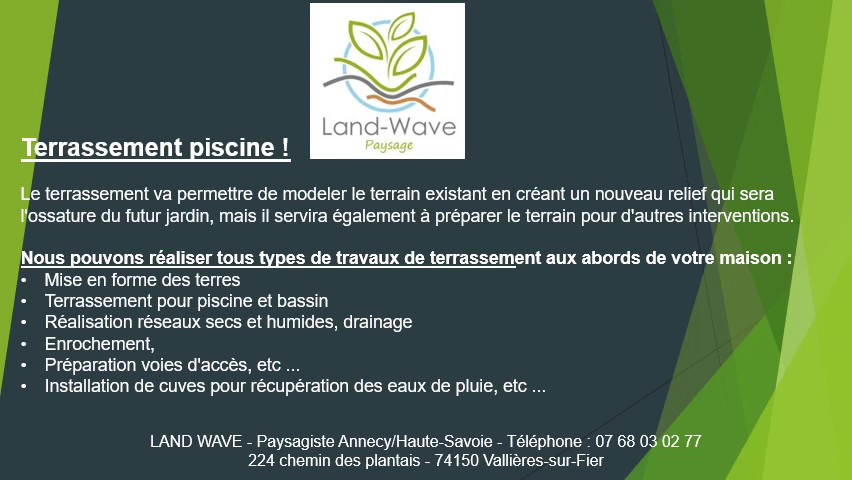 Land-Wave
Paysage
Terrassement piscine !
Le terrassement va permettre de modeler le terrain existant en créant un nouveau relief qui sera
l'ossature du futur jardin, mais il servira également à préparer le terrain pour d'autres interventions.
Nous pouvons réaliser tous types de travaux de terrassement aux abords de votre maison :
• Mise en forme des terres
• Terrassement pour piscine et bassin
• Réalisation réseaux secs et humides, drainage
• Enrochement,
• Préparation voies d'accès, etc ...
• Installation de cuves pour récupération des eaux de pluie, etc ...
LAND WAVE - Paysagiste Annecy/Haute-Savoie - Téléphone : 07 68 03 02 77
224 chemin des plantais - 74150 Vallières-sur-Fier